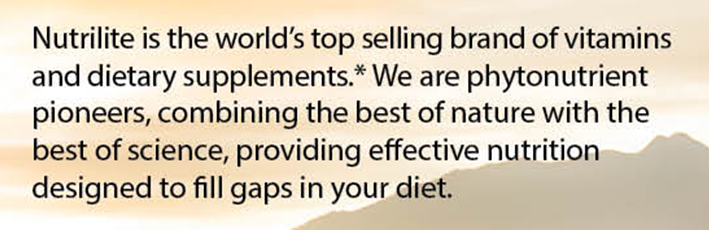 Nutrilite is the world's top selling brand of vitamins
and dietary supplements.* We are phytonutrient
pioneers, combining the best of nature with the
best of science, providing effective nutrition
designed to fill gaps in your diet.